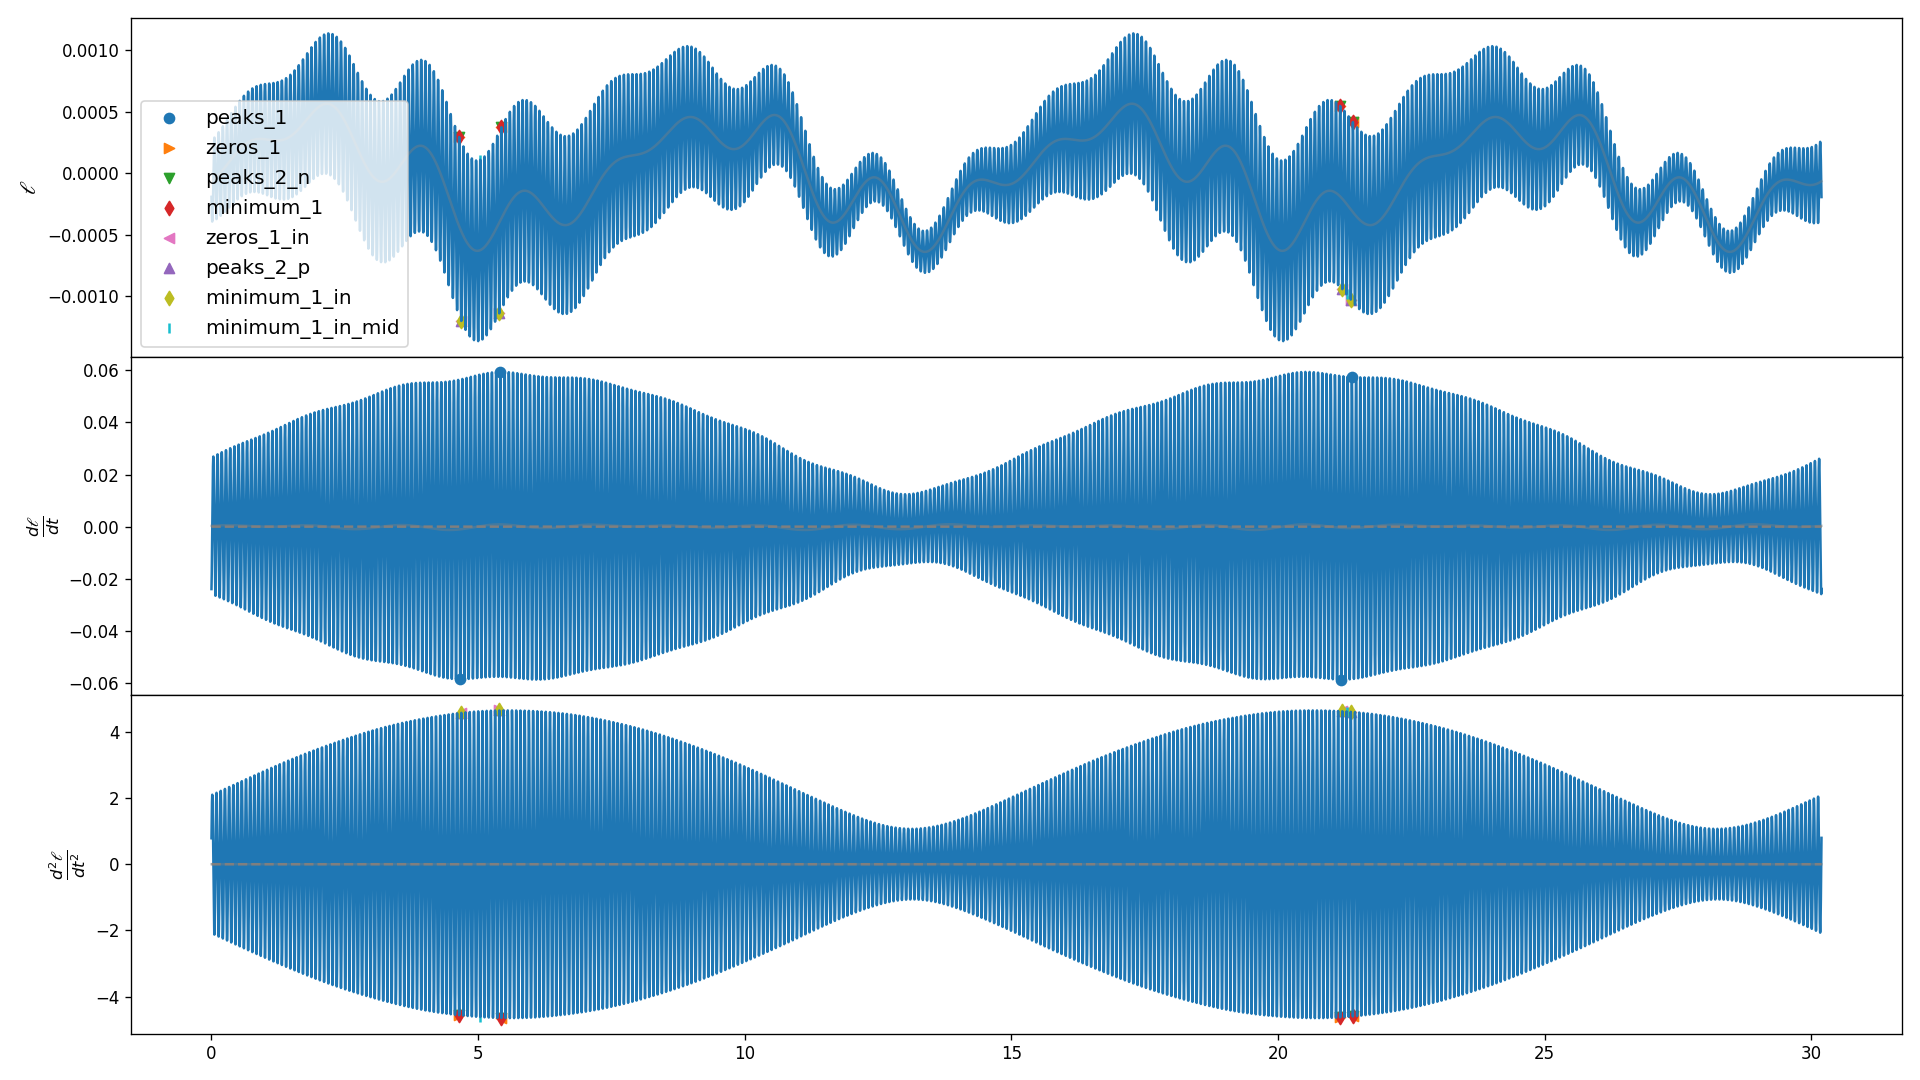 0.0010
0.0005
0.0000
−0.0005
−0.0010
ℓ
peaks_1
zeros_1
peaks_2_n
minimum_1
zeros_1_in
peaks_2_p
minimum_1_in
minimum_1_in_mid
0.06
0.04
0.02
0.00
−0.02
−0.04
−0.06
dℓ
dt
4
2
0
−2
−4
d²ℓ
dt²
0 5 10 15 20 25 30